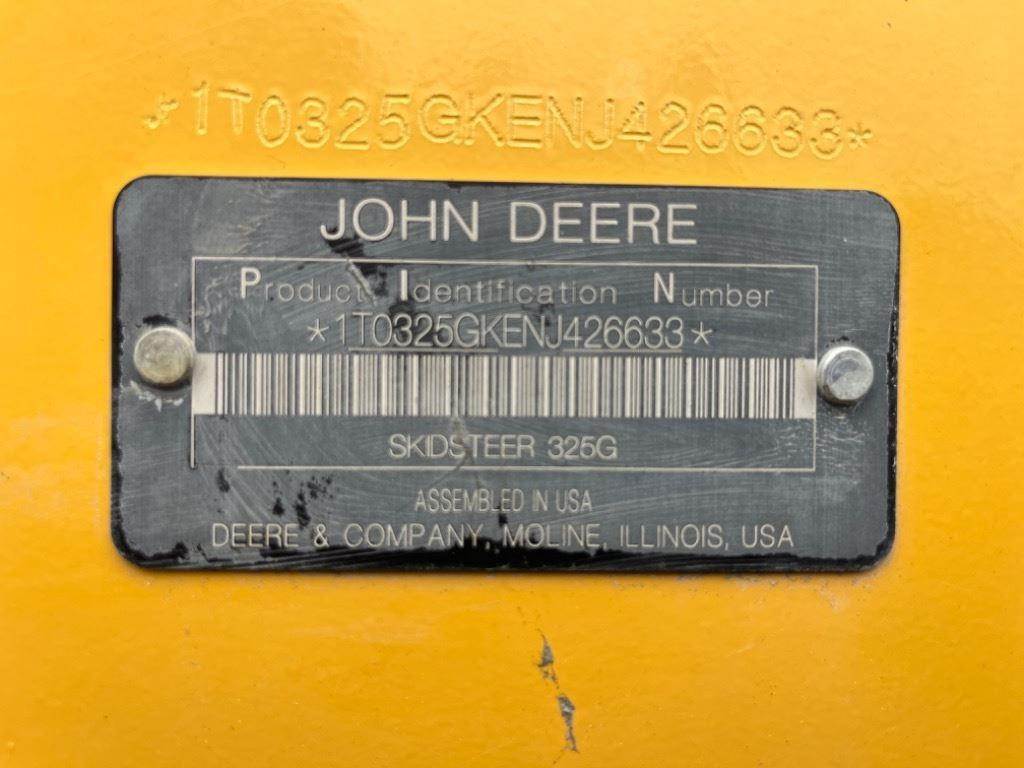 *1T0325GKENJ426633*
JOHN DEERE
Product Identification Number
*1T0325GKENJ426633*
SKIDSTEER 325G
ASSEMBLED IN USA
DEERE & COMPANY, MOLINE, ILLINOIS, USA